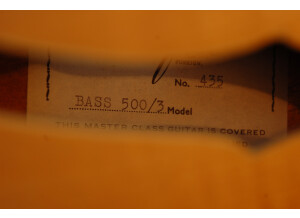 No. 435
BASS 500/3 Model
THIS MASTER CLASS GUITAR IS COVERED